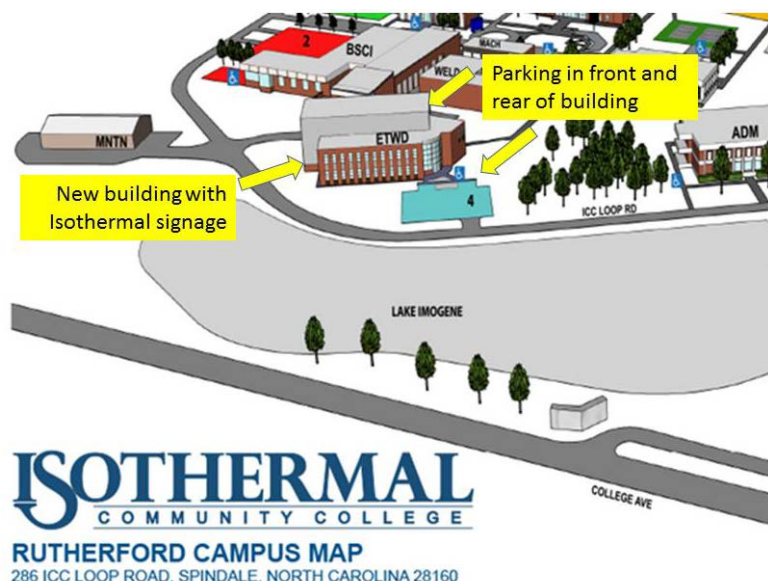 2
BSCI
MACH
WELD
Parking in front and
rear of building
MNTN
ETWD
ADM
New building with
Isothermal signage
4
ICC LOOP RD
LAKE IMOGENE
COLLEGE AVE
ISOTHERMAL
COMMUNITY COLLEGE
RUTHERFORD CAMPUS MAP
286 ICC LOOP ROAD, SPINDALE, NORTH CAROLINA 28160